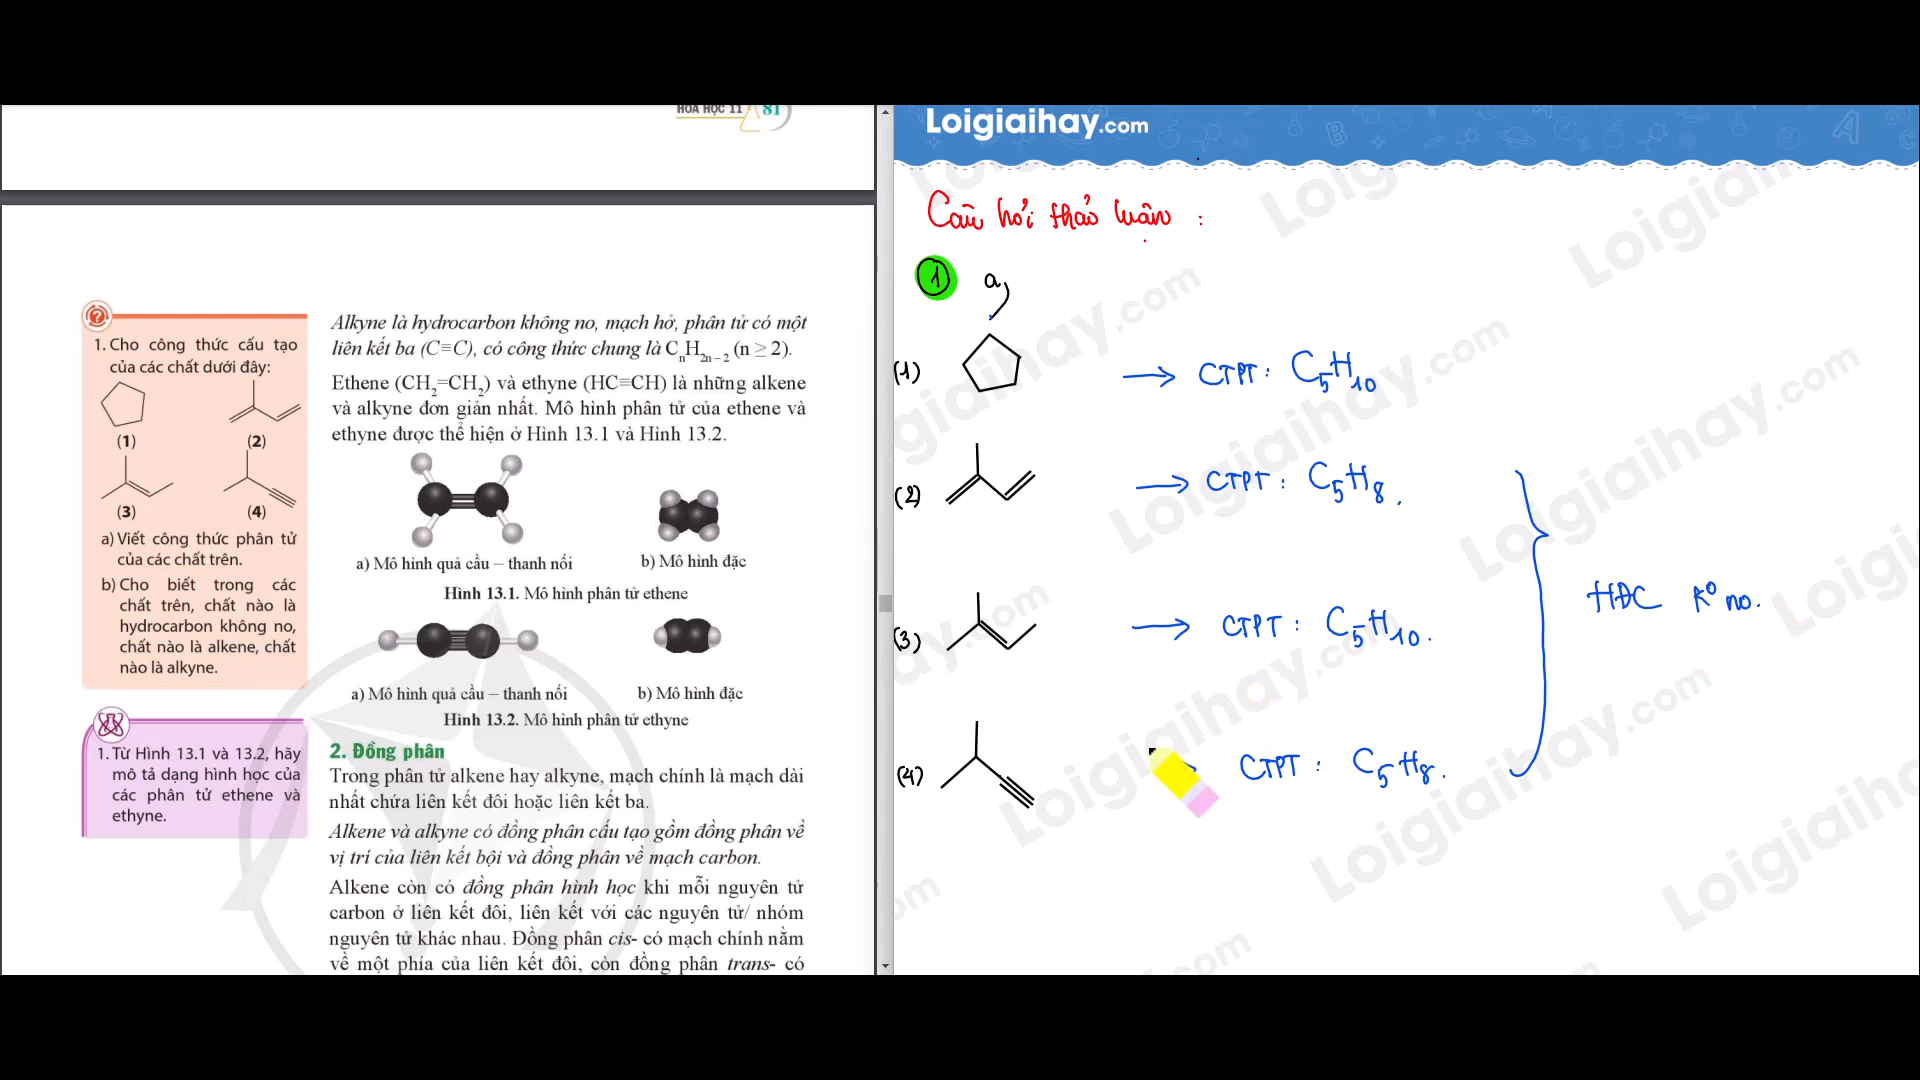 HÓA HỌC 11 81
1. Cho công thức cấu tạo
của các chất dưới đây:
(1) (2)
(3) (4)
a) Viết công thức phân tử
của các chất trên.
b) Cho biết trong các
chất trên, chất nào là
hydrocarbon không no,
chất nào là alkene, chất
nào là alkyne.
1. Từ Hình 13.1 và 13.2, hãy
mô tả dạng hình học của
các phân tử ethene và
ethyne.
Alkyne là hydrocarbon không no, mạch hở, phân tử có một
liên kết ba (C≡C), có công thức chung là CₙH₂ₙ₋₂ (n ≥ 2).
Ethene (CH₂=CH₂) và ethyne (HC≡CH) là những alkene
và alkyne đơn giản nhất. Mô hình phân tử của ethene và
ethyne được thể hiện ở Hình 13.1 và Hình 13.2.
a) Mô hình quả cầu – thanh nối b) Mô hình đặc
Hình 13.1. Mô hình phân tử ethene
a) Mô hình quả cầu – thanh nối b) Mô hình đặc
Hình 13.2. Mô hình phân tử ethyne
2. Đồng phân
Trong phân tử alkene hay alkyne, mạch chính là mạch dài
nhất chứa liên kết đôi hoặc liên kết ba.
Alkene và alkyne có đồng phân cấu tạo gồm đồng phân về
vị trí của liên kết bội và đồng phân về mạch carbon.
Alkene còn có đồng phân hình học khi mỗi nguyên tử
carbon ở liên kết đôi, liên kết với các nguyên tử/ nhóm
nguyên tử khác nhau. Đồng phân cis- có mạch chính nằm
về một phía của liên kết đôi, còn đồng phân trans- có
Loigiaihay.com
Câu hỏi thảo luận :
1 a)
(1) → CTPT : C₅H₁₀
(2) → CTPT : C₅H₈.
(3) → CTPT : C₅H₁₀.
(4) CTPT : C₅H₈.
HĐC k⁰ no.